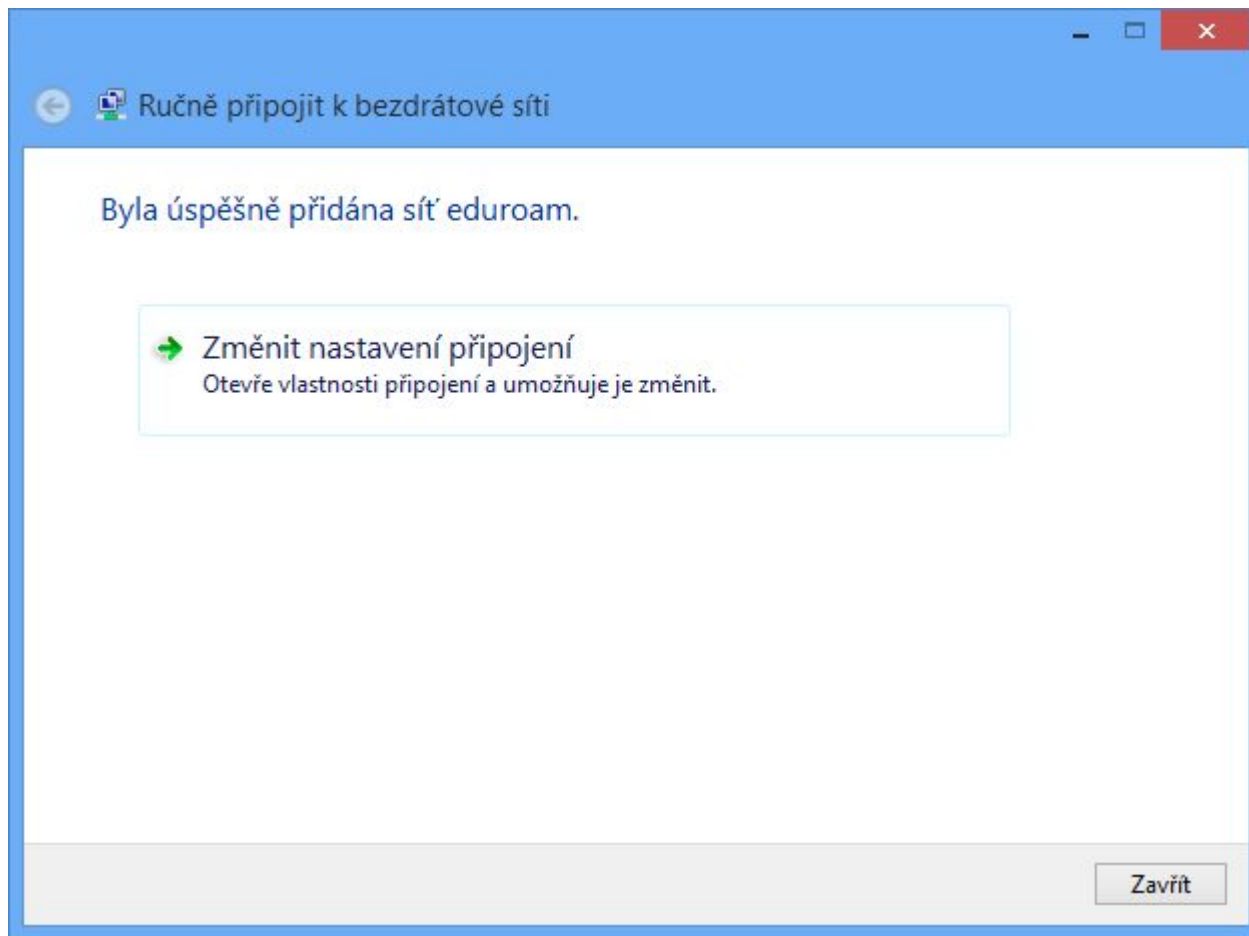 Ručně připojit k bezdrátové síti
Byla úspěšně přidána síť eduroam.
Změnit nastavení připojení
Otevře vlastnosti připojení a umožňuje je změnit.
Zavřít